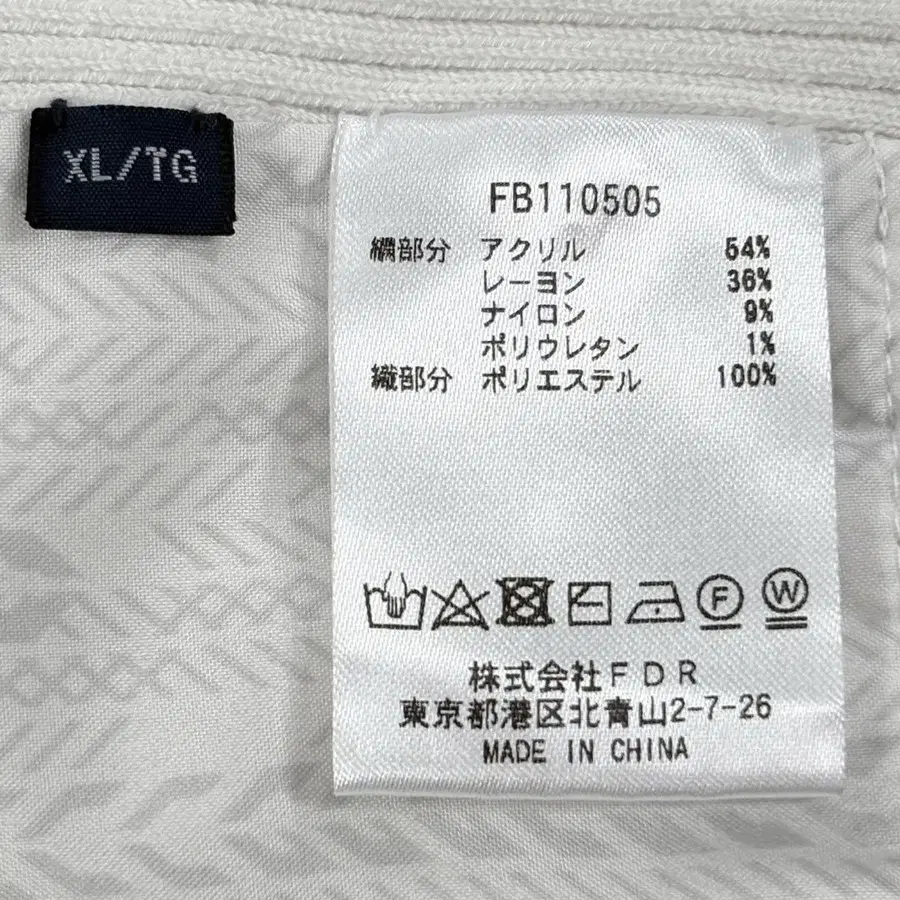 XL/TG
FB110505
編部分 アクリル 54%
レーヨン 36%
ナイロン 9%
ポリウレタン 1%
織部分 ポリエステル 100%
F W
株式会社FDR
東京都港区北青山2-7-26
MADE IN CHINA